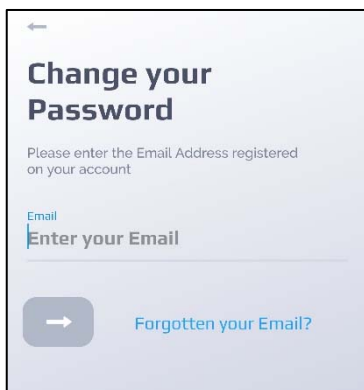 Change your
Password
Please enter the Email Address registered
on your account
Email
Enter your Email
Forgotten your Email?